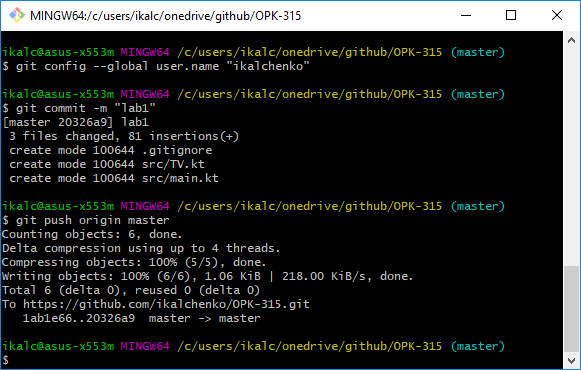 MINGW64:/c/users/ikalc/onedrive/github/OPK-315
ikalc@asus-x553m MINGW64 /c/users/ikalc/onedrive/github/OPK-315 (master)
$ git config --global user.name "ikalchenko"
ikalc@asus-x553m MINGW64 /c/users/ikalc/onedrive/github/OPK-315 (master)
$ git commit -m "lab1"
[master 20326a9] lab1
 3 files changed, 81 insertions(+)
 create mode 100644 .gitignore
 create mode 100644 src/TV.kt
 create mode 100644 src/main.kt
ikalc@asus-x553m MINGW64 /c/users/ikalc/onedrive/github/OPK-315 (master)
$ git push origin master
Counting objects: 6, done.
Delta compression using up to 4 threads.
Compressing objects: 100% (5/5), done.
Writing objects: 100% (6/6), 1.06 KiB | 218.00 KiB/s, done.
Total 6 (delta 0), reused 0 (delta 0)
To https://github.com/ikalchenko/OPK-315.git
   1ab1e66..20326a9  master -> master
ikalc@asus-x553m MINGW64 /c/users/ikalc/onedrive/github/OPK-315 (master)
$